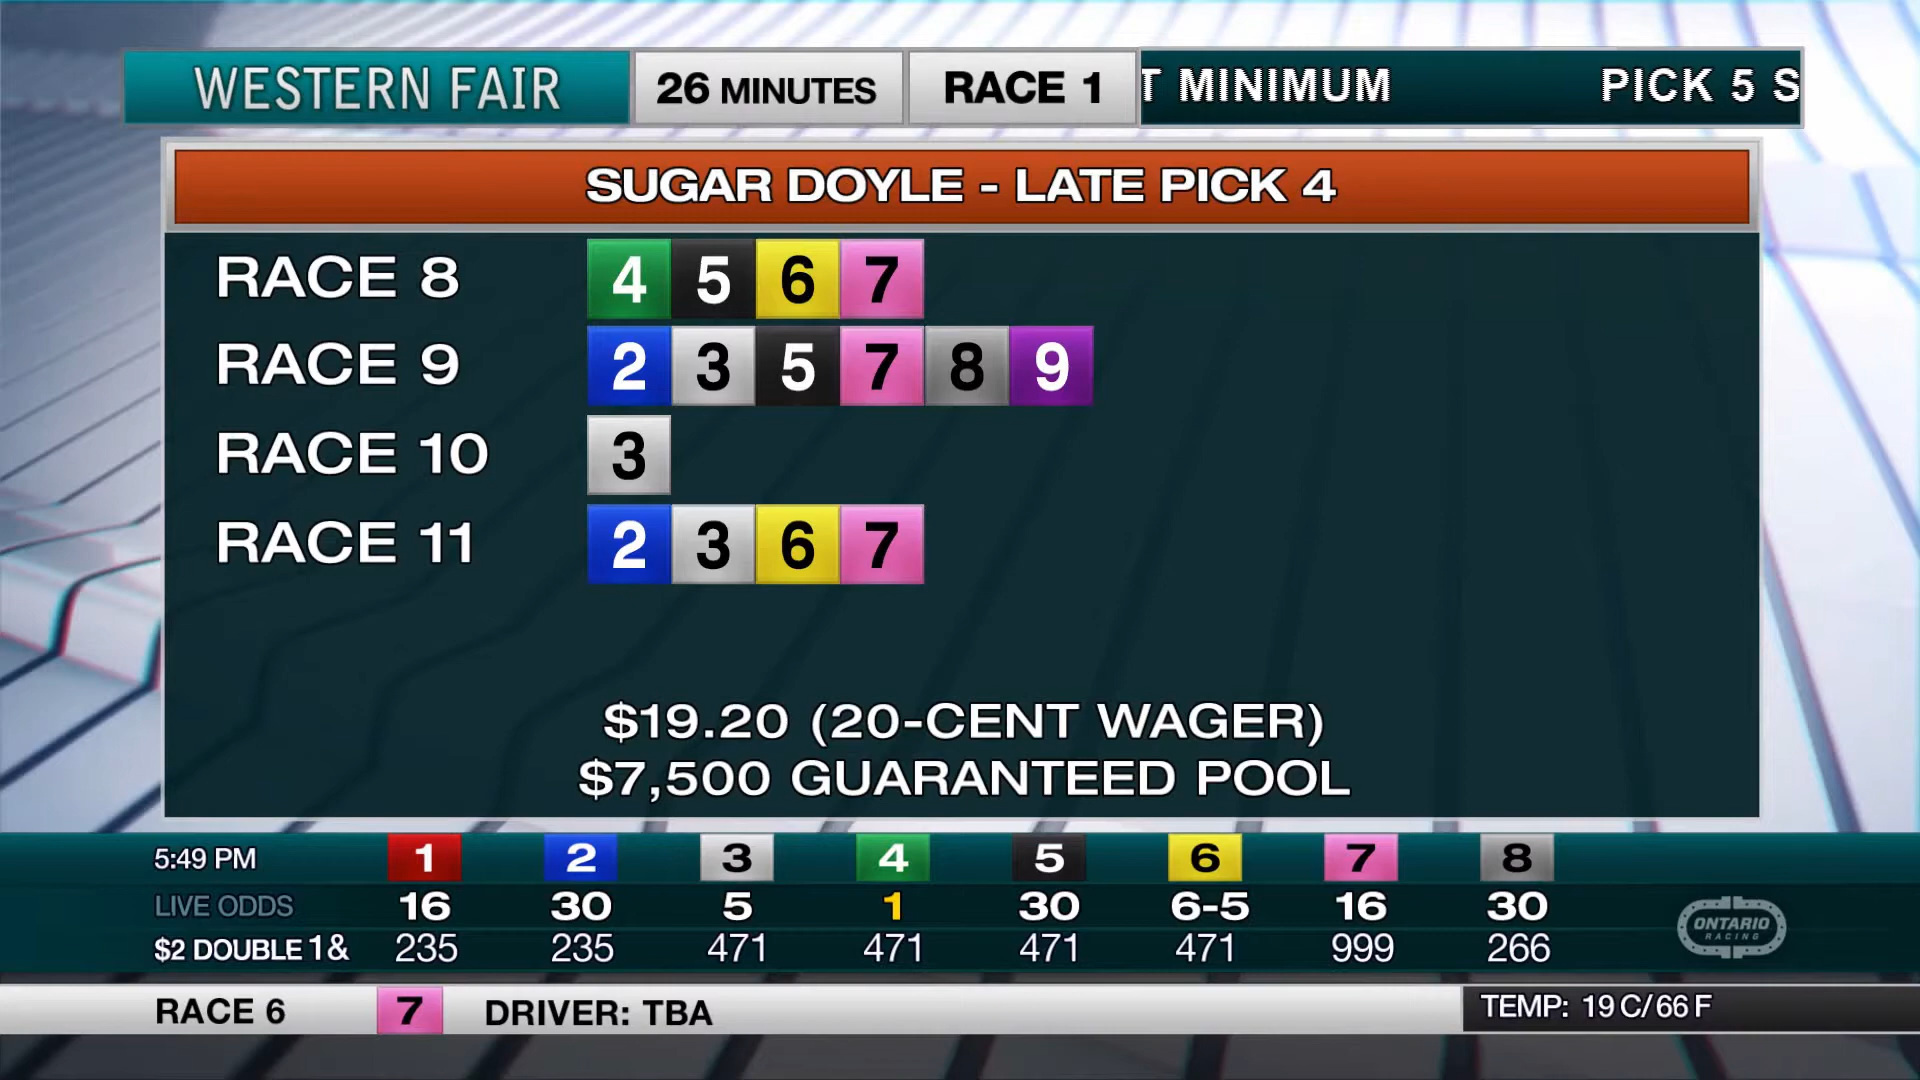 WESTERN FAIR 26 MINUTES RACE 1 T MINIMUM PICK 5 S
SUGAR DOYLE - LATE PICK 4
RACE 8 4 5 6 7
RACE 9 2 3 5 7 8 9
RACE 10 3
RACE 11 2 3 6 7
$19.20 (20-CENT WAGER)
$7,500 GUARANTEED POOL
5:49 PM 1 2 3 4 5 6 7 8
LIVE ODDS 16 30 5 1 30 6-5 16 30
$2 DOUBLE 1& 235 235 471 471 471 471 999 266
ONTARIO
RACING
RACE 6 7 DRIVER: TBA TEMP: 19 C/66 F